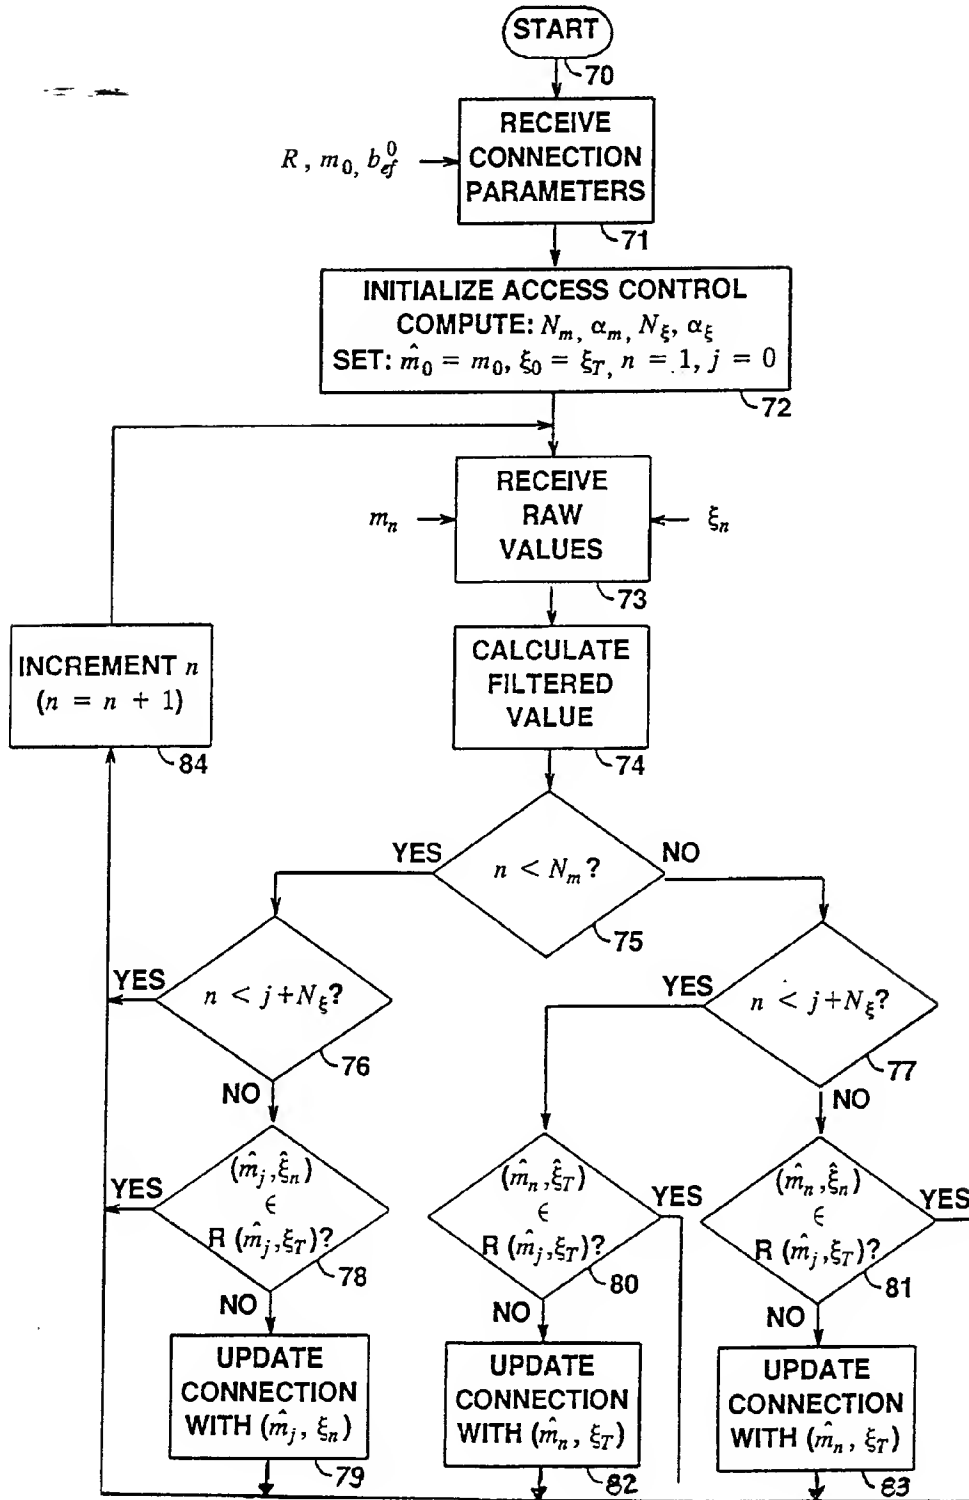 START
70
RECEIVE
CONNECTION
PARAMETERS
R, m₀, b_ef⁰
71
INITIALIZE ACCESS CONTROL
COMPUTE: N_m, α_m, N_ξ, α_ξ
SET: m̂₀ = m₀, ξ₀ = ξ_T, n = 1, j = 0
72
RECEIVE
RAW
VALUES
m_n
ξ_n
73
CALCULATE
FILTERED
VALUE
74
INCREMENT n
(n = n + 1)
84
YES
n < N_m?
NO
75
YES
n < j+N_ξ?
76
NO
YES
n < j+N_ξ?
77
NO
YES
(m̂_j, ξ̂_n)
∈
R (m̂_j, ξ_T)?
78
NO
(m̂_n, ξ̂_T)
∈
R (m̂_j, ξ_T)?
YES
80
NO
(m̂_n, ξ̂_n)
∈
R (m̂_j, ξ_T)?
YES
81
NO
UPDATE
CONNECTION
WITH (m̂_j, ξ_n)
79
UPDATE
CONNECTION
WITH (m̂_n, ξ_T)
82
UPDATE
CONNECTION
WITH (m̂_n, ξ_T)
83